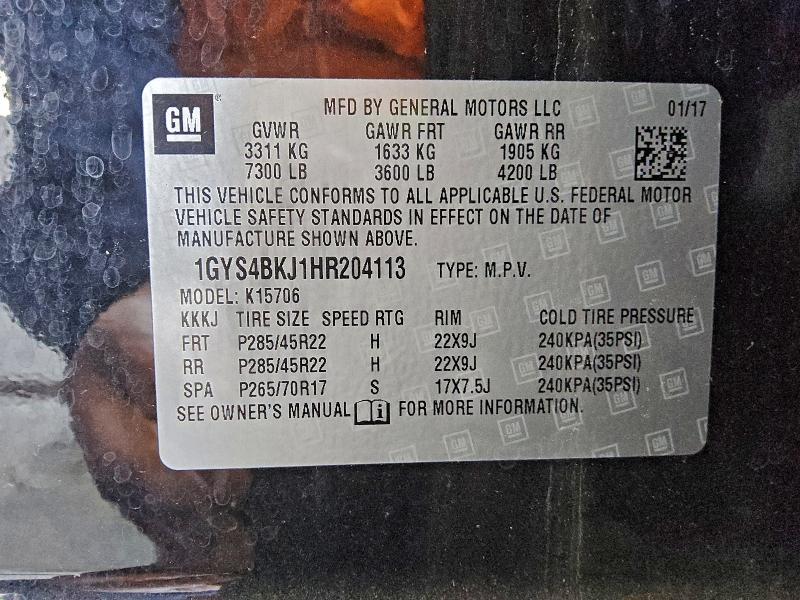 GM
MFD BY GENERAL MOTORS LLC 01/17
GVWR GAWR FRT GAWR RR
3311 KG 1633 KG 1905 KG
7300 LB 3600 LB 4200 LB
THIS VEHICLE CONFORMS TO ALL APPLICABLE U.S. FEDERAL MOTOR
VEHICLE SAFETY STANDARDS IN EFFECT ON THE DATE OF
MANUFACTURE SHOWN ABOVE.
1GYS4BKJ1HR204113 TYPE: M.P.V.
MODEL: K15706
KKKJ TIRE SIZE SPEED RTG RIM COLD TIRE PRESSURE
FRT P285/45R22 H 22X9J 240KPA(35PSI)
RR P285/45R22 H 22X9J 240KPA(35PSI)
SPA P265/70R17 S 17X7.5J 240KPA(35PSI)
SEE OWNER'S MANUAL FOR MORE INFORMATION.